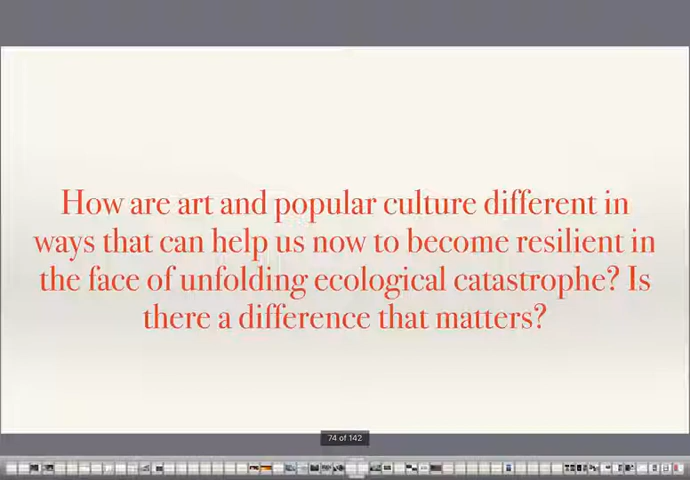 How are art and popular culture different in
ways that can help us now to become resilient in
the face of unfolding ecological catastrophe? Is
there a difference that matters?
74 of 142